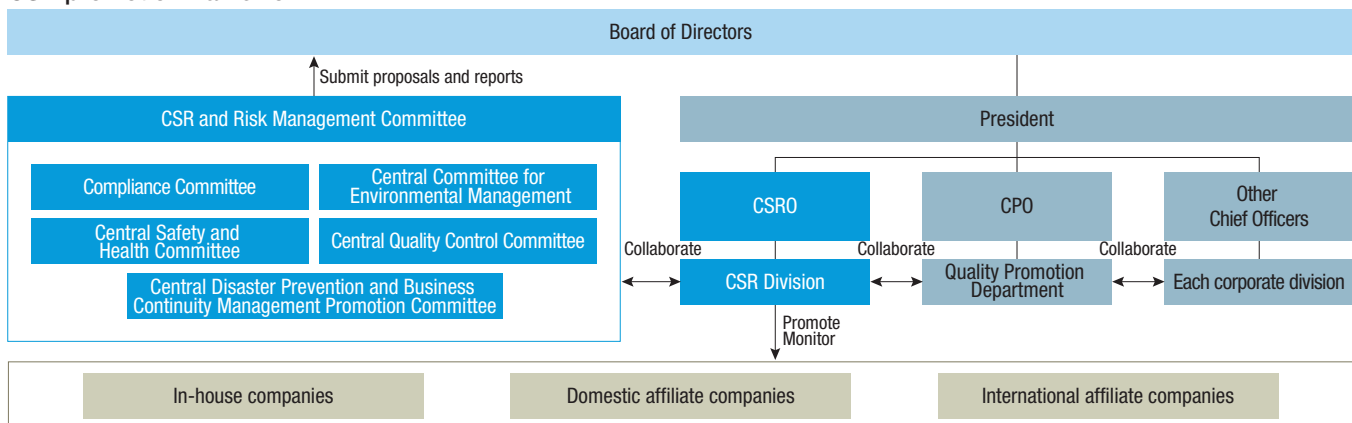 Board of Directors
Submit proposals and reports
CSR and Risk Management Committee
President
Compliance Committee
Central Committee for
Environmental Management
Central Safety and
Health Committee
Central Quality Control Committee
Central Disaster Prevention and Business
Continuity Management Promotion Committee
CSRO
CPO
Other
Chief Officers
Collaborate
Collaborate
Collaborate
CSR Division
Quality Promotion
Department
Each corporate division
Promote
Monitor
In-house companies
Domestic affiliate companies
International affiliate companies